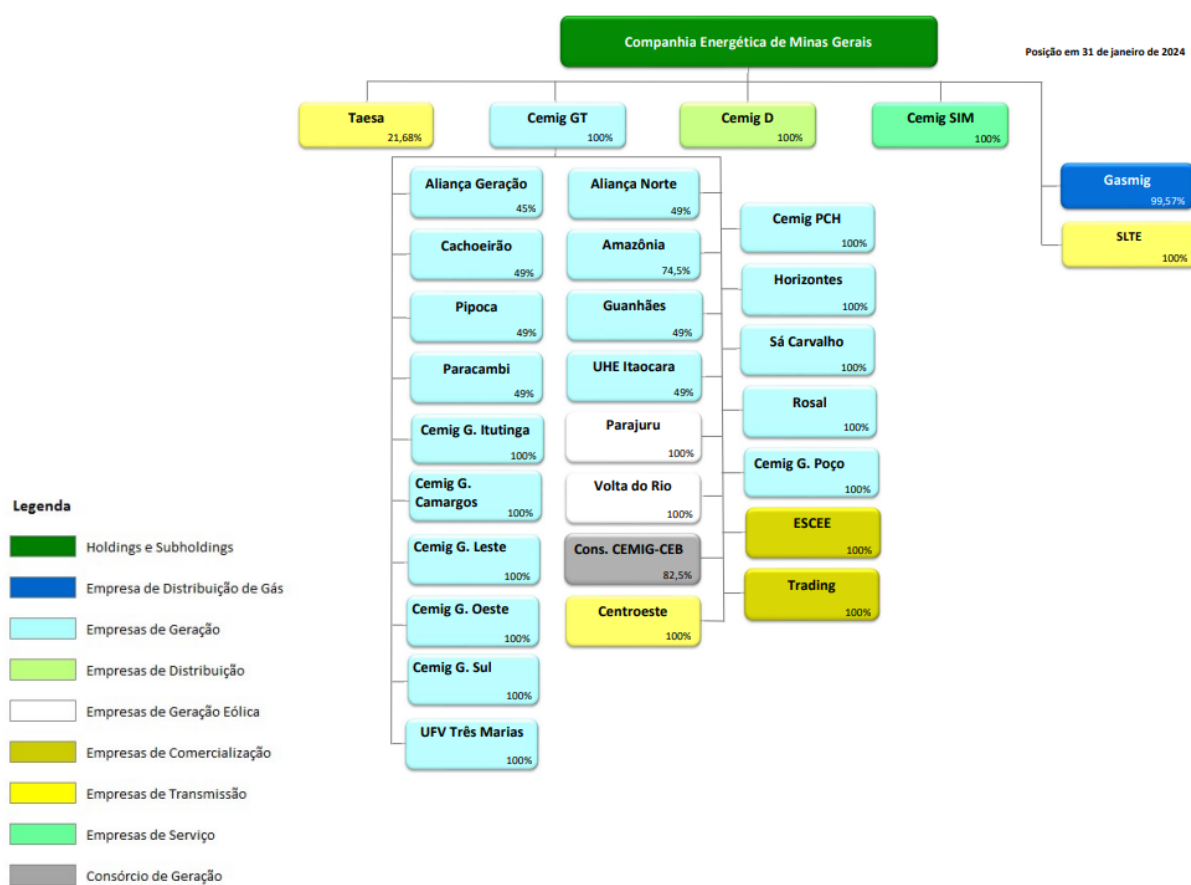 Companhia Energética de Minas Gerais
Posição em 31 de janeiro de 2024
Taesa
21,68%
Cemig GT
100%
Cemig D
100%
Cemig SIM
100%
Gasmig
99,57%
SLTE
100%
Aliança Geração
45%
Cachoeirão
49%
Pipoca
49%
Paracambi
49%
Cemig G. Itutinga
100%
Cemig G.
Camargos
100%
Cemig G. Leste
100%
Cemig G. Oeste
100%
Cemig G. Sul
100%
UFV Três Marias
100%
Aliança Norte
49%
Amazônia
74,5%
Guanhães
49%
UHE Itaocara
49%
Parajuru
100%
Volta do Rio
100%
Cons. CEMIG-CEB
82,5%
Centroeste
100%
Cemig PCH
100%
Horizontes
100%
Sá Carvalho
100%
Rosal
100%
Cemig G. Poço
100%
ESCEE
100%
Trading
100%
Legenda
Holdings e Subholdings
Empresa de Distribuição de Gás
Empresas de Geração
Empresas de Distribuição
Empresas de Geração Eólica
Empresas de Comercialização
Empresas de Transmissão
Empresas de Serviço
Consórcio de Geração